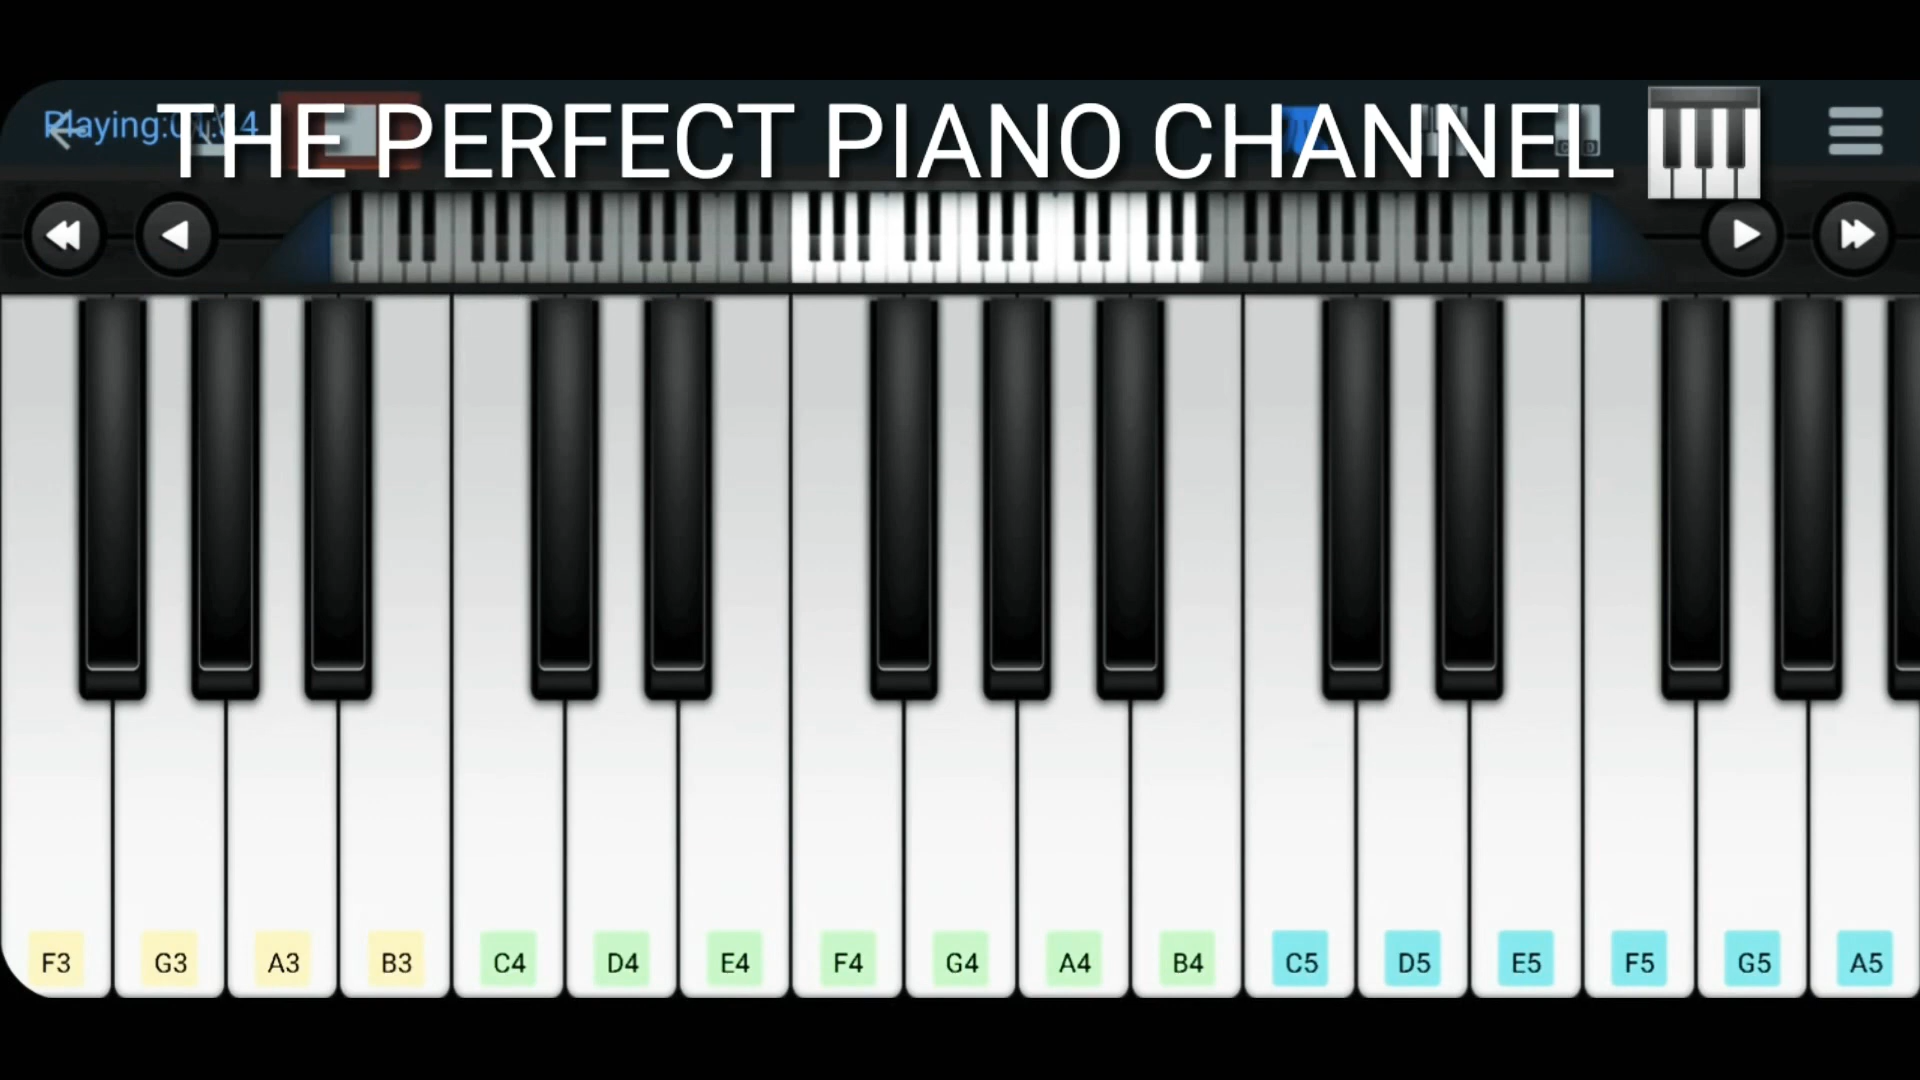 THE PERFECT PIANO CHANNEL
Playing:
F3 G3 A3 B3 C4 D4 E4 F4 G4 A4 B4 C5 D5 E5 F5 G5 A5